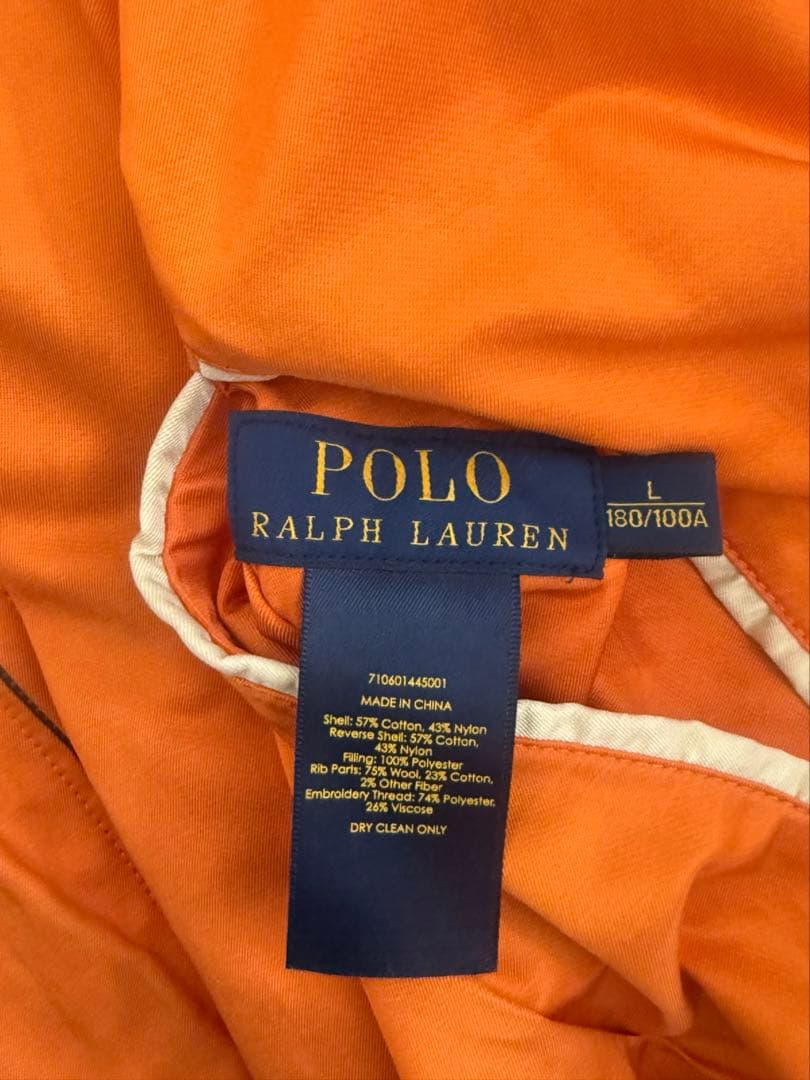 POLO
RALPH LAUREN
L
180/100A
710601445001
MADE IN CHINA
Shell: 57% Cotton, 43% Nylon
Reverse Shell: 57% Cotton,
43% Nylon
Filling: 100% Polyester
Rib Parts: 75% Wool, 23% Cotton,
2% Other Fiber
Embroidery Thread: 74% Polyester,
26% Viscose
DRY CLEAN ONLY